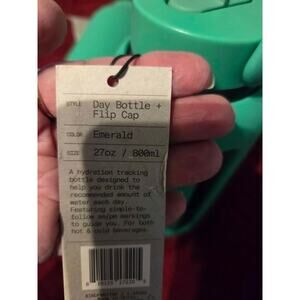 STYLE Day Bottle +
Flip Cap
COLOR Emerald
SIZE 27oz / 800ml
A hydration tracking
bottle designed to
help you drink the
recommended amount of
water each day.
Featuring simple-to-
follow am/pm markings
to guide you. For both
hot & cold beverages.